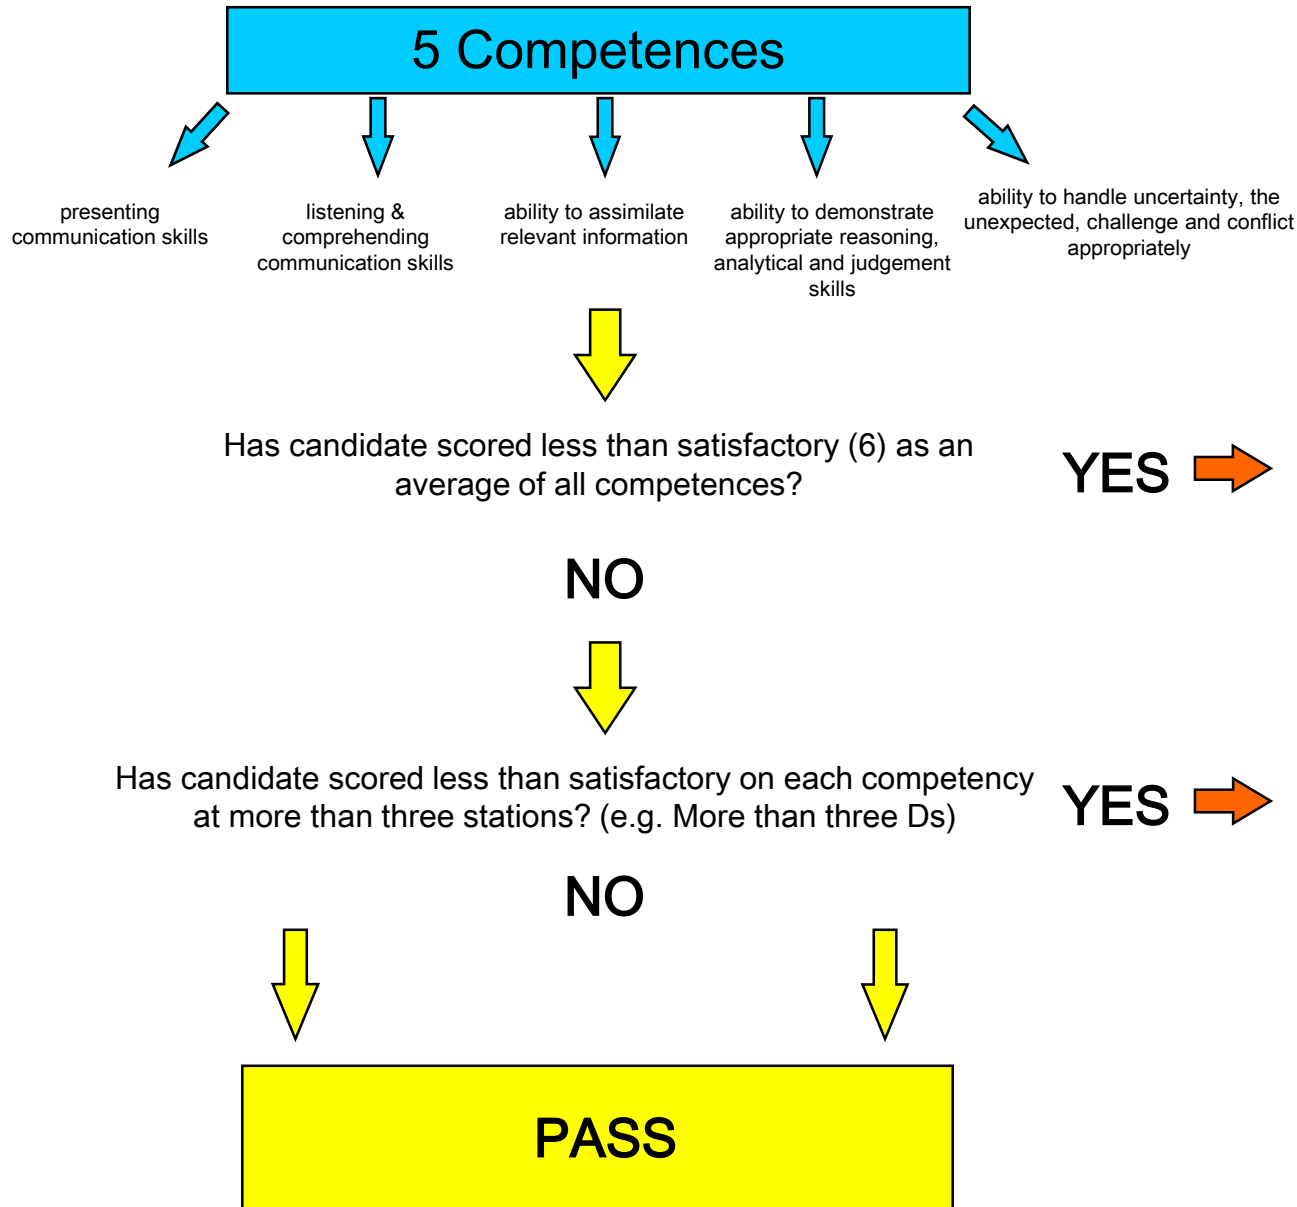 5 Competences
presenting
communication skills
listening &
comprehending
communication skills
ability to assimilate
relevant information
ability to demonstrate
appropriate reasoning,
analytical and judgement
skills
ability to handle uncertainty, the
unexpected, challenge and conflict
appropriately
Has candidate scored less than satisfactory (6) as an
average of all competences?
YES
NO
Has candidate scored less than satisfactory on each competency
at more than three stations? (e.g. More than three Ds)
YES
NO
PASS